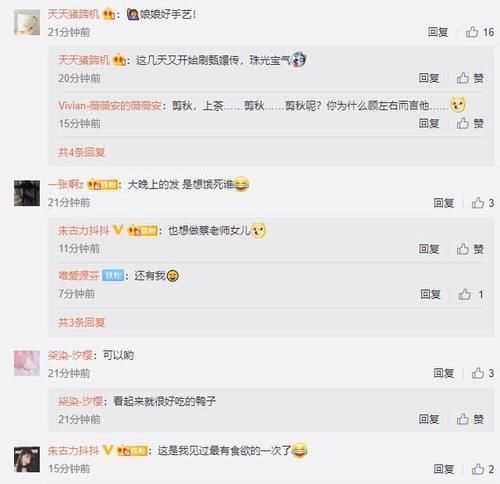 天天猪蹄机：娘娘好手艺！
21分钟前 回复 16
天天猪蹄机：这几天又开始刷甄嬛传，珠光宝气
20分钟前 回复 赞
Vivian-薇薇安的薇薇安：剪秋，上茶……剪秋……剪秋呢？你为什么顾左右而言他……
15分钟前 回复 赞
共4条回复
一张啊z：大晚上的发 是想饿死谁
21分钟前 回复 3
朱古力抖抖 铁粉：也想做蔡老师女儿
11分钟前 回复 赞
唯爱源芬 铁粉：还有我
7分钟前 回复 1
共3条回复
柒染-汐樱：可以哟
21分钟前 回复 3
柒染-汐樱：看起来就很好吃的鸭子
21分钟前 回复 赞
朱古力抖抖 铁粉：这是我见过最有食欲的一次了
15分钟前 回复 2